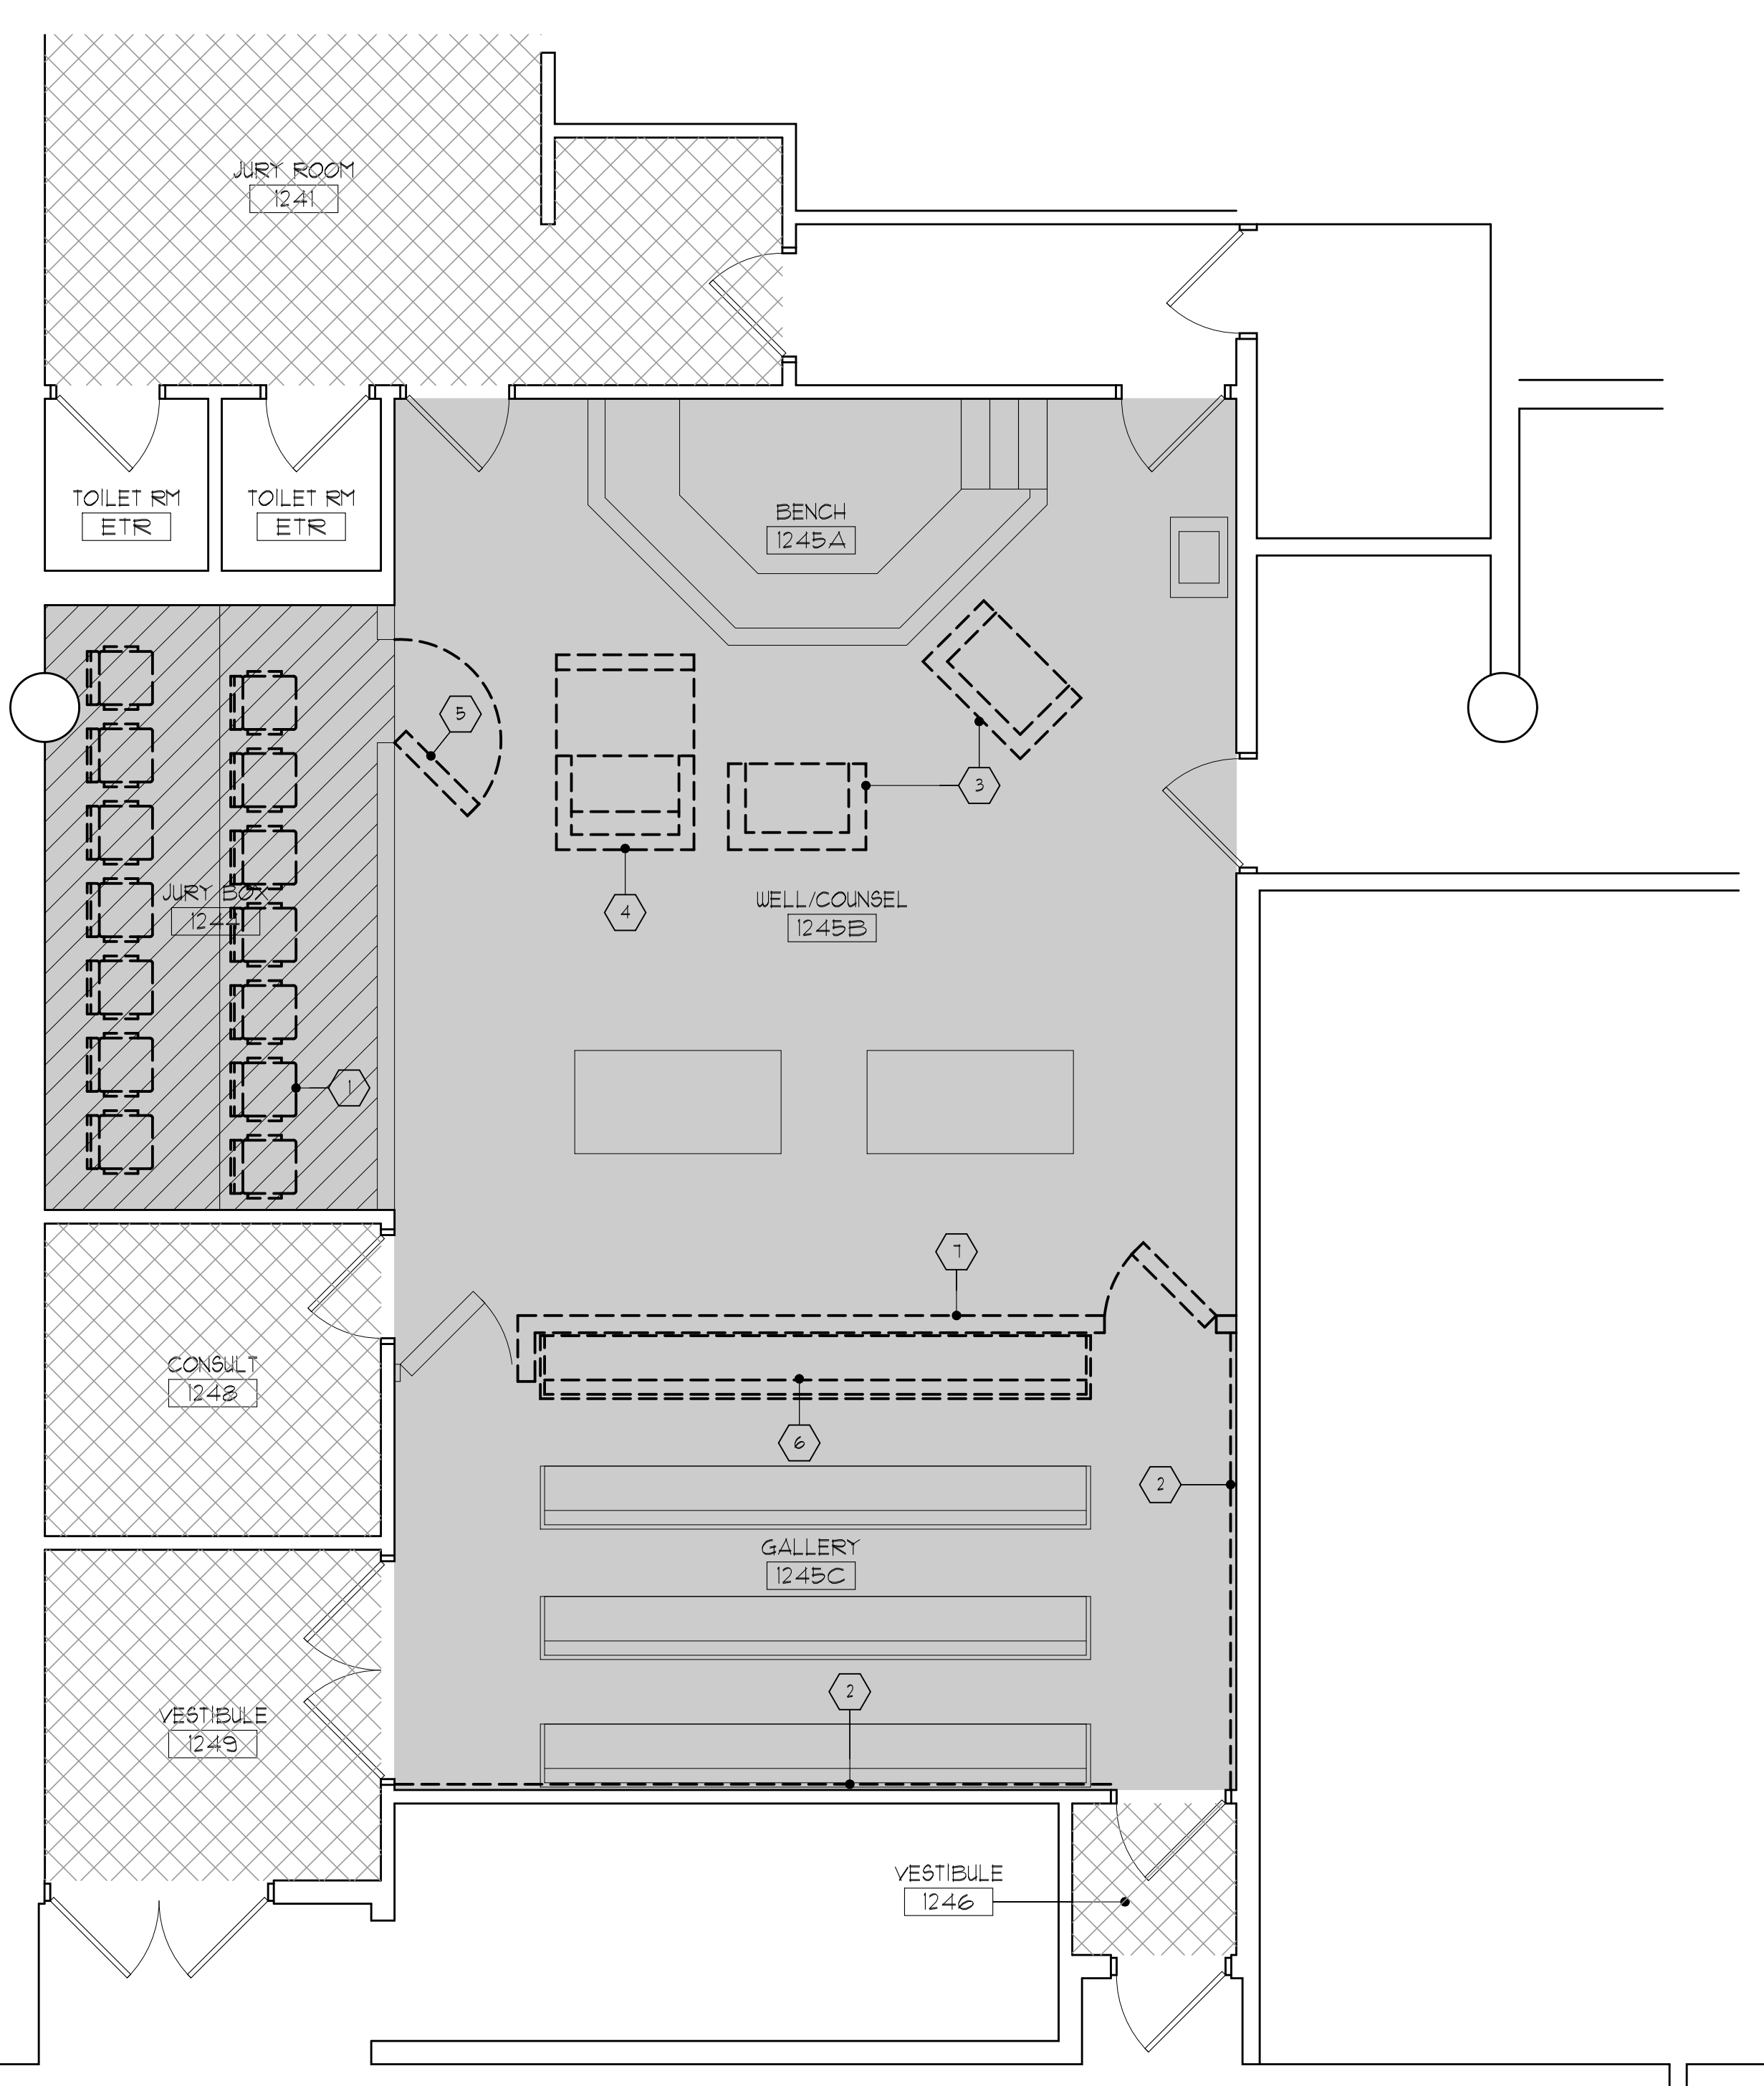 JURY ROOM
1241
TOILET RM
ETR
TOILET RM
ETR
BENCH
1245A
5
3
4
JURY BOX
1244
WELL/COUNSEL
1245B
1
7
CONSULT
1248
6
2
GALLERY
1245C
2
VESTIBULE
1249
VESTIBULE
1246